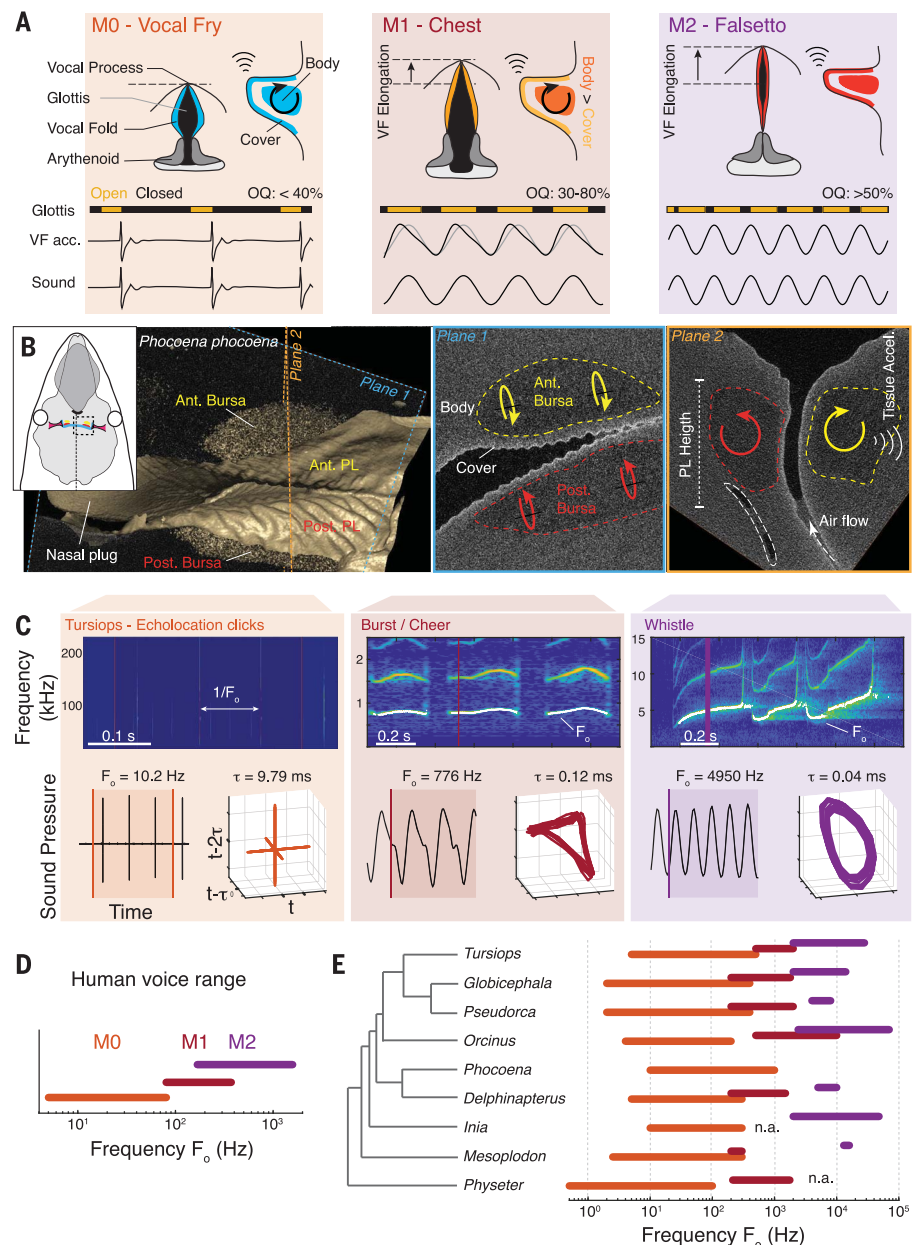 A
M0 - Vocal Fry
M1 - Chest
M2 - Falsetto
Vocal Process
Glottis
Vocal Fold
Arythenoid
Body
Cover
VF Elongation
Body > Cover
VF Elongation
Open Closed
OQ: < 40%
OQ: 30-80%
OQ: >50%
Glottis
VF acc.
Sound
B
Phocoena phocoena
Plane 2
Plane 1
Ant. Bursa
Ant. PL
Post. PL
Nasal plug
Post. Bursa
Plane 1
Body
Ant.
Bursa
Cover
Post.
Bursa
Plane 2
PL Heigth
Tissue Accel.
Air flow
C
Tursiops - Echolocation clicks
Burst / Cheer
Whistle
Frequency
(kHz)
200
100
1/Fo
0.1 s
2
1
0.2 s
Fo
15
10
5
0.2 s
Fo
Sound Pressure
Fo = 10.2 Hz
τ = 9.79 ms
Fo = 776 Hz
τ = 0.12 ms
Fo = 4950 Hz
τ = 0.04 ms
t-2τ
t-τ
t
Time
D
Human voice range
M0
M1
M2
10¹ 10² 10³
Frequency Fo (Hz)
E
Tursiops
Globicephala
Pseudorca
Orcinus
Phocoena
Delphinapterus
Inia
n.a.
Mesoplodon
Physeter
n.a.
10⁰ 10¹ 10² 10³ 10⁴ 10⁵
Frequency Fo (Hz)